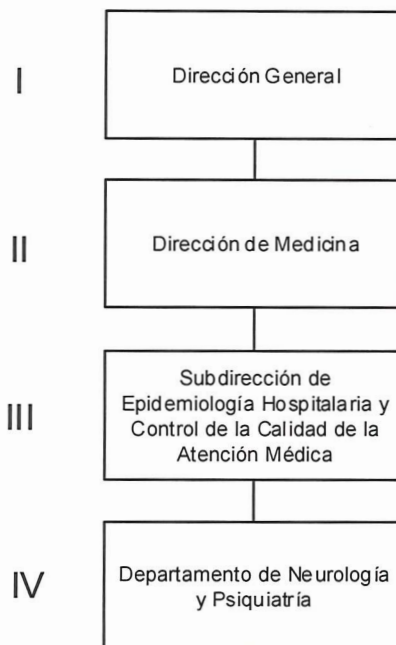 I
Dirección General
II
Dirección de Medicina
III
Subdirección de
Epidemiología Hospitalaria y
Control de la Calidad de la
Atención Médica
IV
Departamento de Neurología
y Psiquiatría